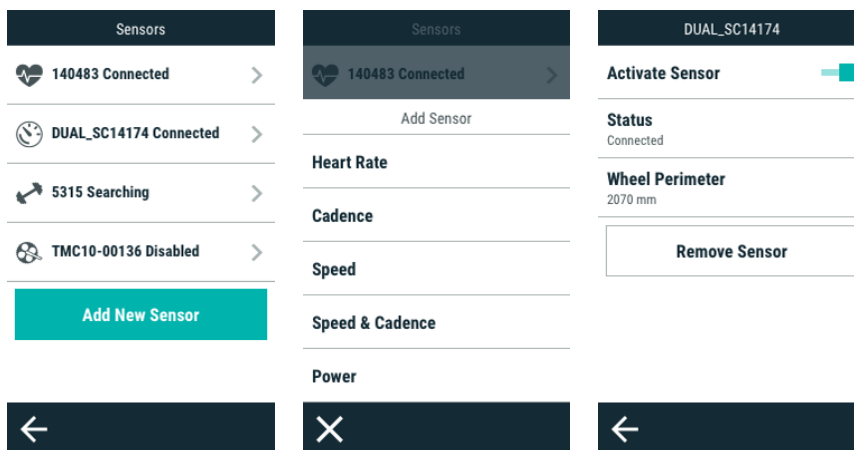 Sensors
140483 Connected
DUAL_SC14174 Connected
5315 Searching
TMC10-00136 Disabled
Add New Sensor
Sensors
140483 Connected
Add Sensor
Heart Rate
Cadence
Speed
Speed & Cadence
Power
DUAL_SC14174
Activate Sensor
Status
Connected
Wheel Perimeter
2070 mm
Remove Sensor